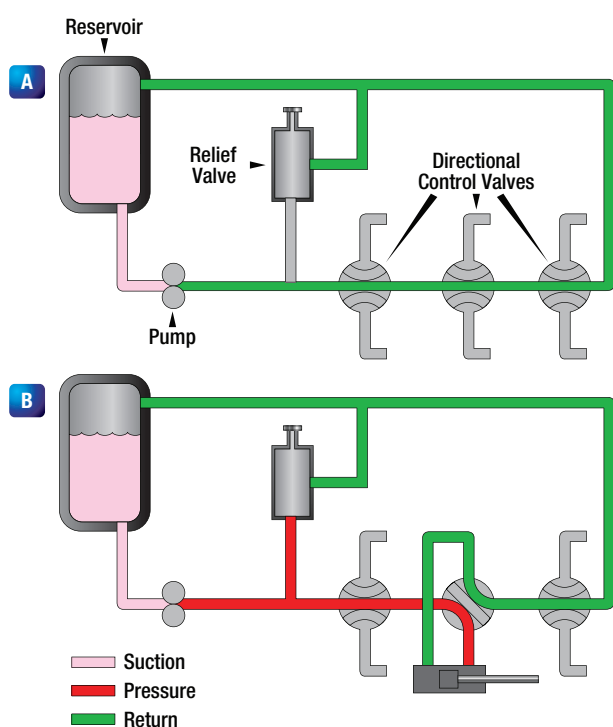 Reservoir
A
Relief
Valve
Directional
Control Valves
Pump
B
Suction
Pressure
Return